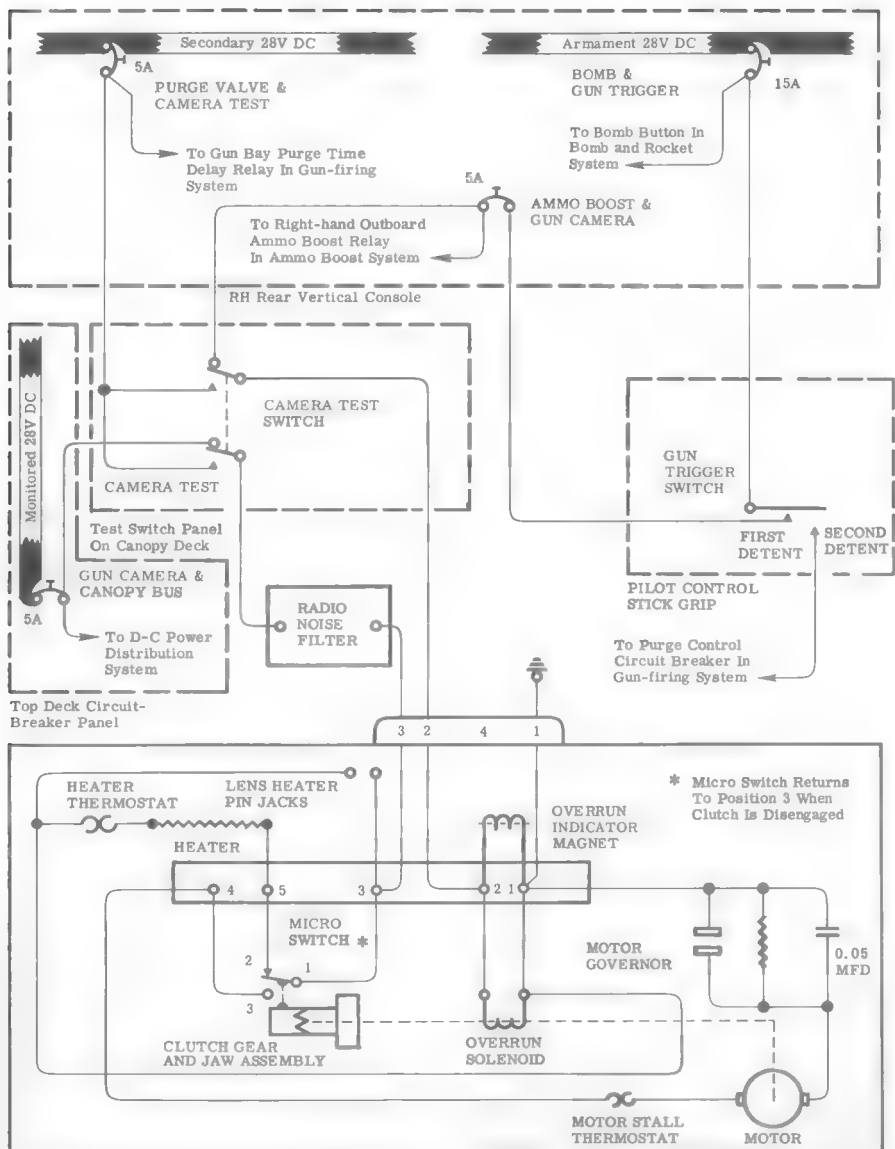 Secondary 28V DC
Armament 28V DC
5A
PURGE VALVE &
CAMERA TEST
BOMB &
GUN TRIGGER
15A
To Gun Bay Purge Time
Delay Relay In Gun-firing
System
To Bomb Button In
Bomb and Rocket
System
5A
AMMO BOOST &
GUN CAMERA
To Right-hand Outboard
Ammo Boost Relay
In Ammo Boost System
RH Rear Vertical Console
Monitored 28V DC
CAMERA TEST
SWITCH
CAMERA TEST
Test Switch Panel
On Canopy Deck
GUN
TRIGGER
SWITCH
FIRST
DETENT
SECOND
DETENT
PILOT CONTROL
STICK GRIP
GUN CAMERA &
CANOPY BUS
5A
To D-C Power
Distribution
System
Top Deck Circuit-
Breaker Panel
RADIO
NOISE
FILTER
To Purge Control
Circuit Breaker In
Gun-firing System
3 2 4 1
HEATER
THERMOSTAT
LENS HEATER
PIN JACKS
OVERRUN
INDICATOR
MAGNET
* Micro Switch Returns
To Position 3 When
Clutch Is Disengaged
HEATER
4 5 3 2 1
MICRO
SWITCH *
2 1
3
MOTOR
GOVERNOR
0.05
MFD
CLUTCH GEAR
AND JAW ASSEMBLY
OVERRUN
SOLENOID
MOTOR STALL
THERMOSTAT
MOTOR